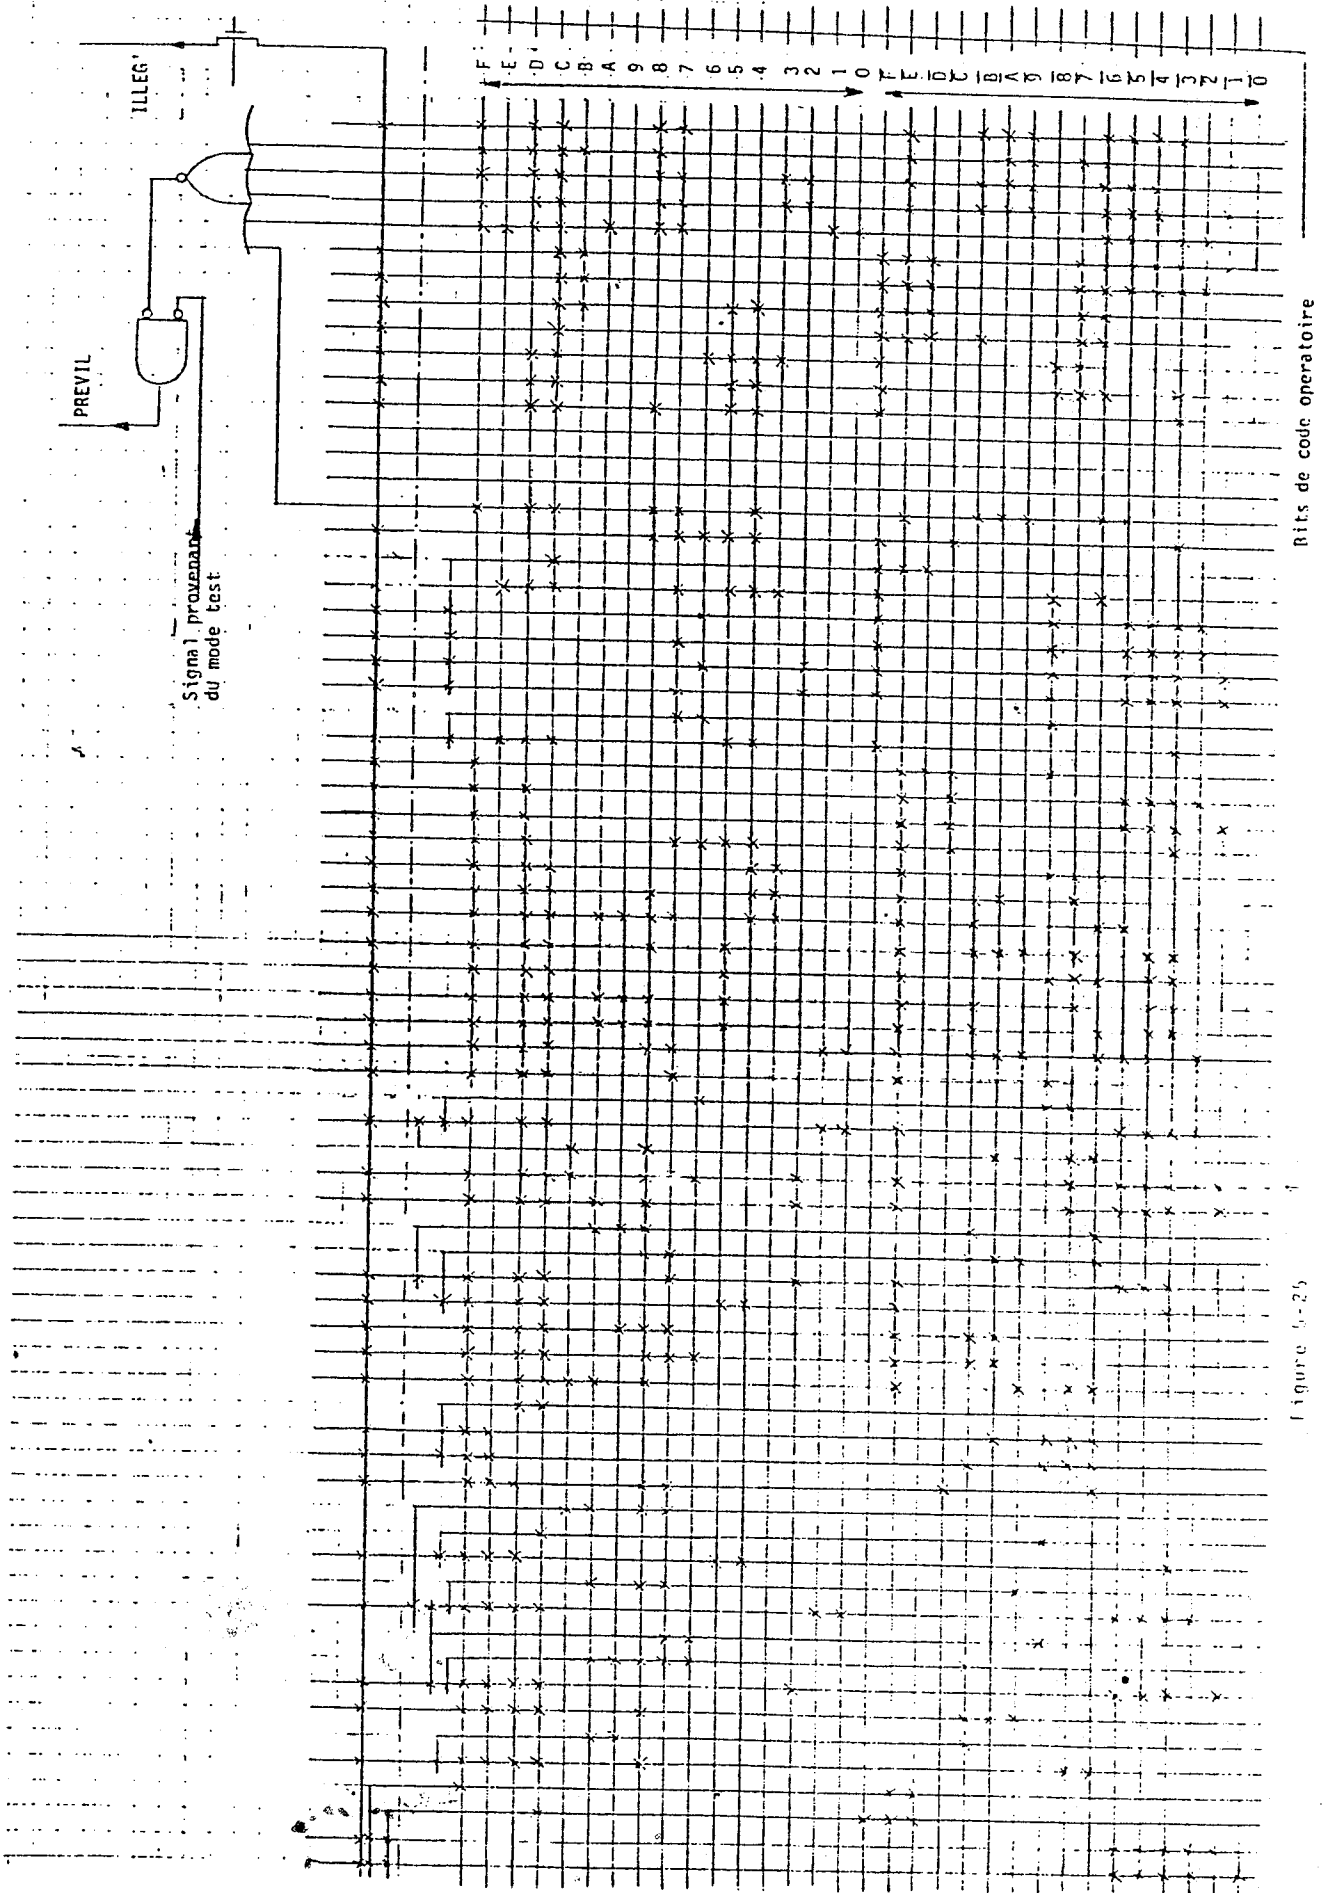 ILLEG'
PREVIL
Signal provenant
du mode test
F
E
D
C
B
A
9
8
7
6
5
4
3
2
1
0
F̅
E̅
D̅
C̅
B̅
A̅
9̅
8̅
7̅
6̅
5̅
4̅
3̅
2̅
1̅
0̅
Bits de code operatoire